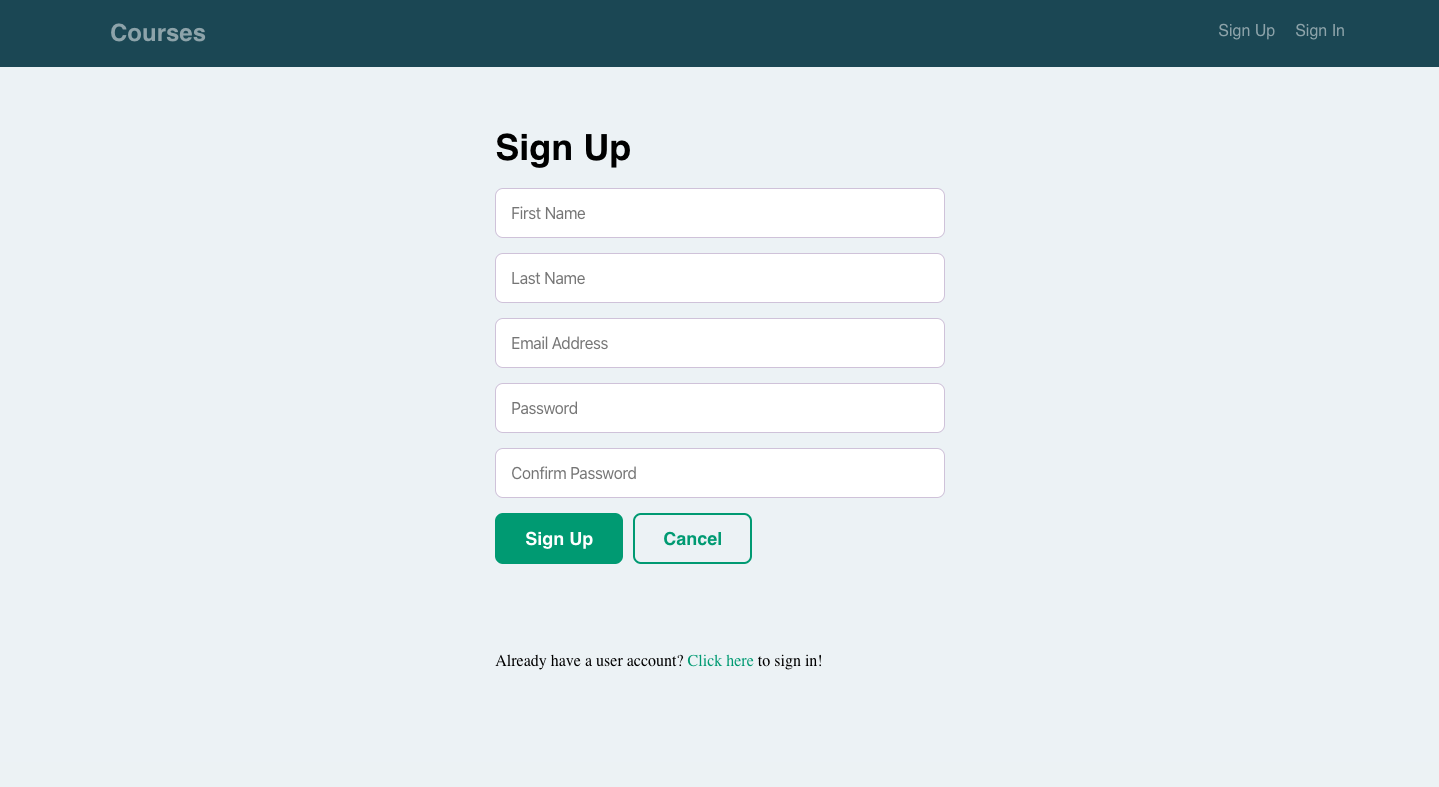 Courses
Sign Up
Sign In
Sign Up
First Name
Last Name
Email Address
Password
Confirm Password
Sign Up
Cancel
Already have a user account? Click here to sign in!